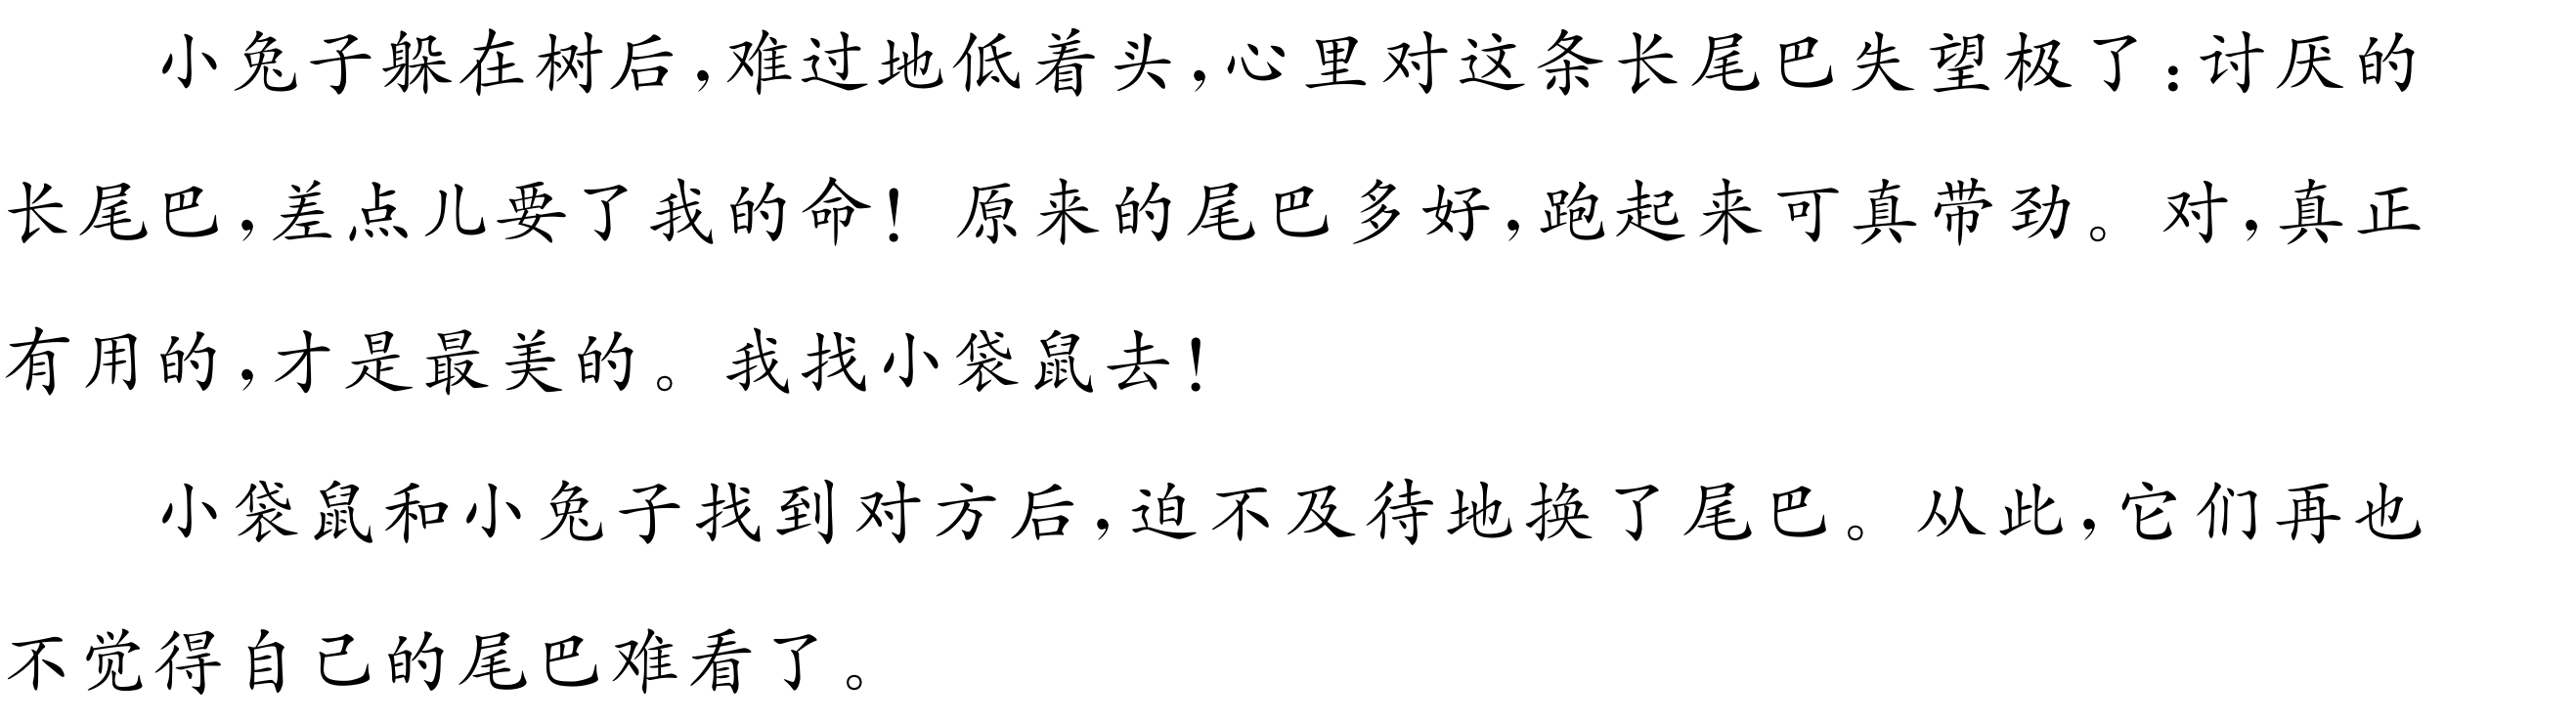 小兔子躲在树后，难过地低着头，心里对这条长尾巴失望极了：讨厌的
长尾巴，差点儿要了我的命！原来的尾巴多好，跑起来可真带劲。对，真正
有用的，才是最美的。我找小袋鼠去！
小袋鼠和小兔子找到对方后，迫不及待地换了尾巴。从此，它们再也
不觉得自己的尾巴难看了。